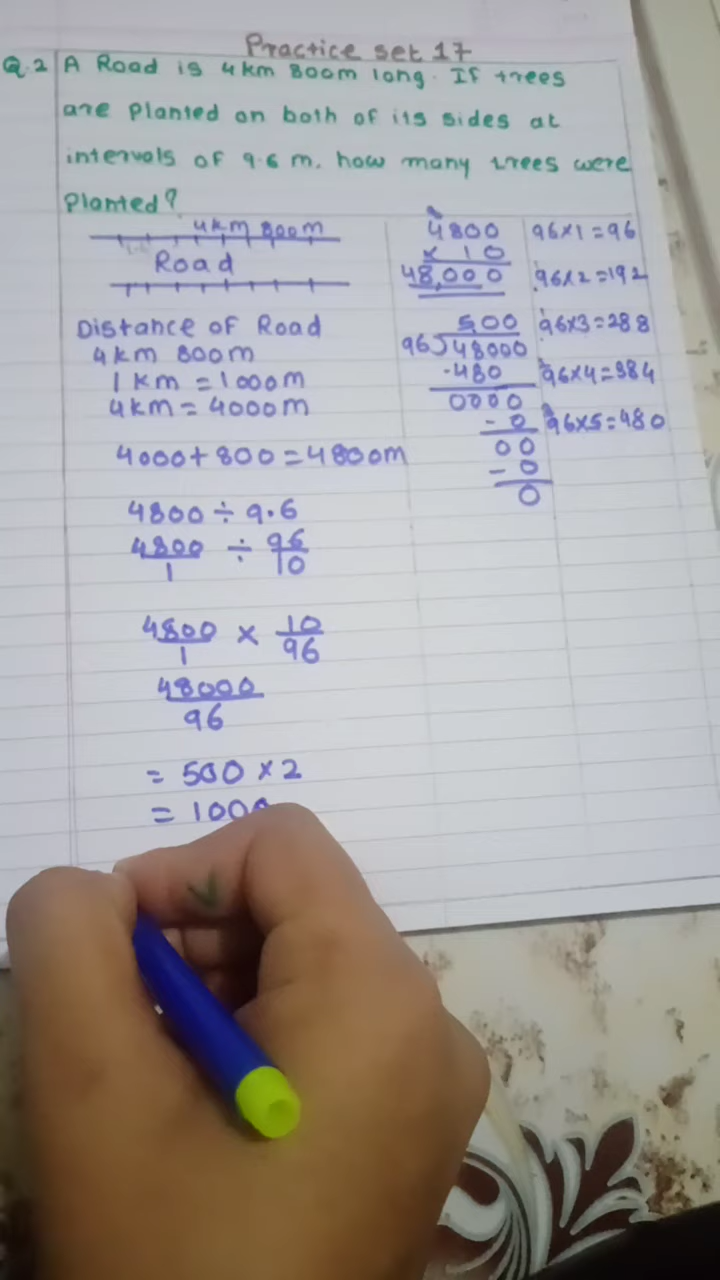 Practice set 17
Q.2 A Road is 4km 800m long. If trees
are planted on both of its sides at
intervals of 9.6 m. how many trees were
Planted?
4km 800m
Road
Distance of Road
4km 800m
1 km = 1000m
4km = 4000m
4000 + 800 = 4800m
4800 ÷ 9.6
4800/1 ÷ 96/10
4800/1 × 10/96
48000/96
= 500 × 2
= 1000
4800
× 10
48,000
500
96)48000
-480
0000
- 0
00
- 0
0
96×1=96
96×2=192
96×3=288
96×4=384
96×5=480